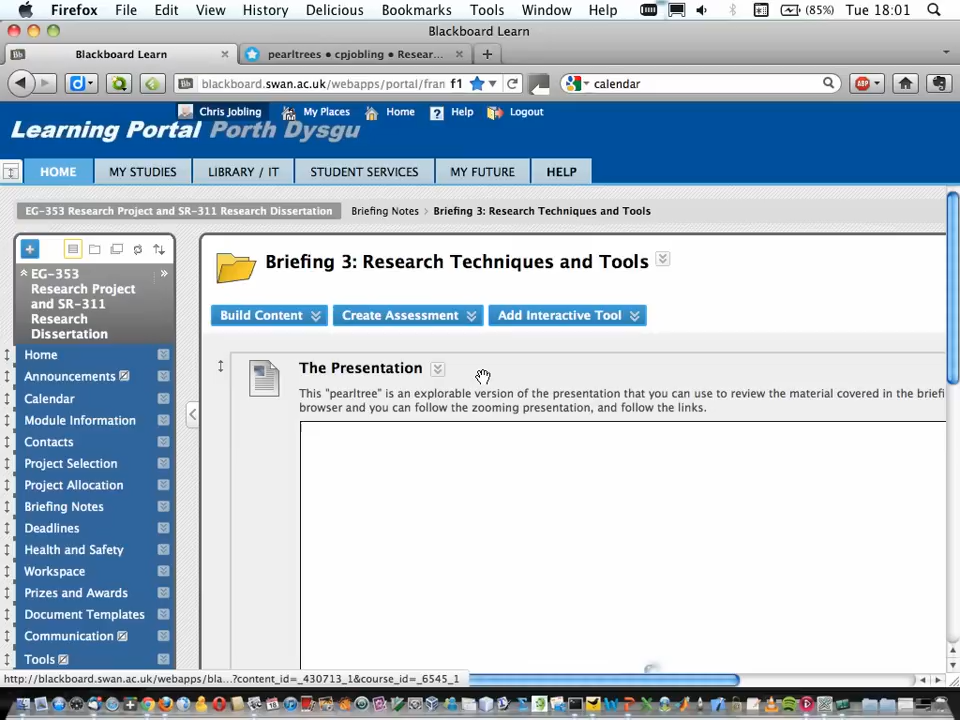 Firefox File Edit View History Delicious Bookmarks Tools Window Help (85%) Tue 18:01
Blackboard Learn
Blackboard Learn pearltrees • cpjobling • Resear...
blackboard.swan.ac.uk/webapps/portal/fran f1 calendar
Chris Jobling My Places Home Help Logout
Learning Portal Porth Dysgu
HOME MY STUDIES LIBRARY / IT STUDENT SERVICES MY FUTURE HELP
EG-353 Research Project and SR-311 Research Dissertation Briefing Notes Briefing 3: Research Techniques and Tools
EG-353
Research Project
and SR-311
Research
Dissertation
Home
Announcements
Calendar
Module Information
Contacts
Project Selection
Project Allocation
Briefing Notes
Deadlines
Health and Safety
Workspace
Prizes and Awards
Document Templates
Communication
Tools
Briefing 3: Research Techniques and Tools
Build Content Create Assessment Add Interactive Tool
The Presentation
This "pearltree" is an explorable version of the presentation that you can use to review the material covered in the briefi
browser and you can follow the zooming presentation, and follow the links.
http://blackboard.swan.ac.uk/webapps/bla...?content_id=_430713_1&course_id=_6545_1